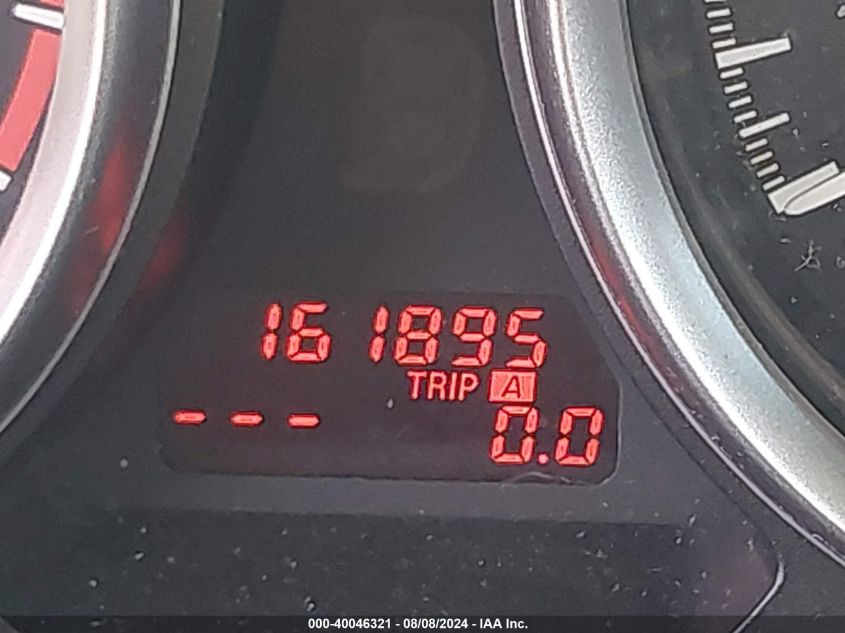 161895
TRIP A
--- 0.0
000-40046321 - 08/08/2024 - IAA Inc.